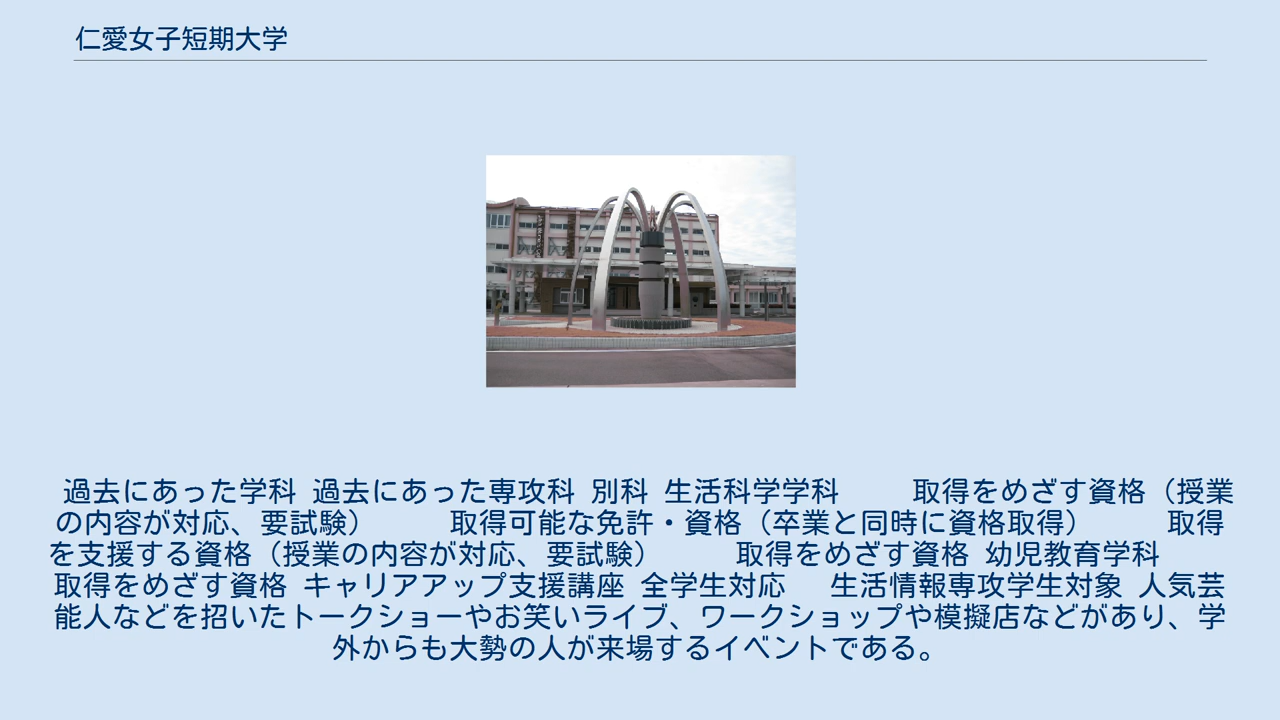 仁愛女子短期大学
過去にあった学科 過去にあった専攻科 別科 生活科学学科　　取得をめざす資格（授業
の内容が対応、要試験）　　取得可能な免許・資格（卒業と同時に資格取得）　　取得
を支援する資格（授業の内容が対応、要試験）　　取得をめざす資格 幼児教育学科
取得をめざす資格 キャリアアップ支援講座 全学生対応　生活情報専攻学生対象 人気芸
能人などを招いたトークショーやお笑いライブ、ワークショップや模擬店などがあり、学
外からも大勢の人が来場するイベントである。